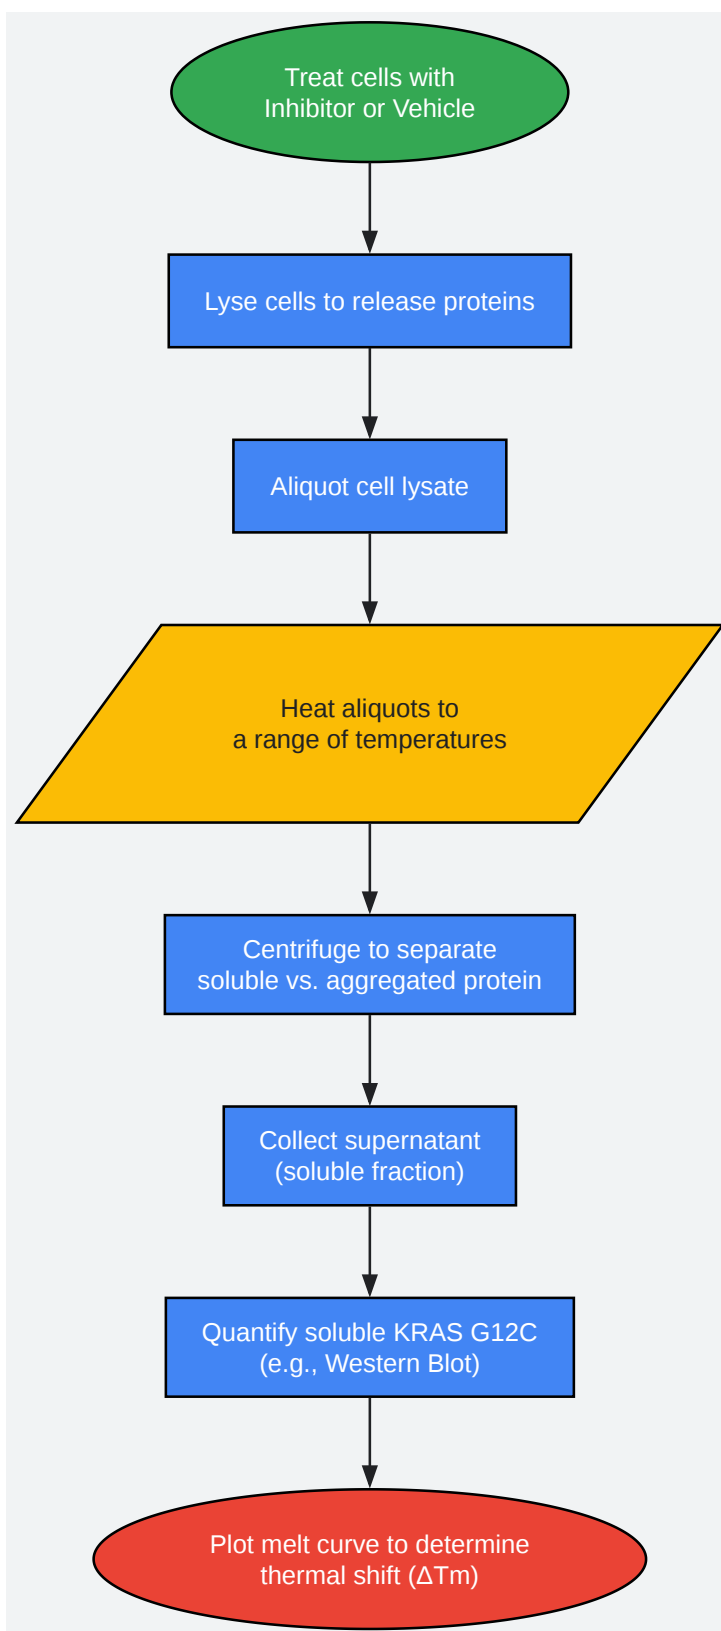 Treat cells with
Inhibitor or Vehicle
Lyse cells to release proteins
Aliquot cell lysate
Heat aliquots to
a range of temperatures
Centrifuge to separate
soluble vs. aggregated protein
Collect supernatant
(soluble fraction)
Quantify soluble KRAS G12C
(e.g., Western Blot)
Plot melt curve to determine
thermal shift (ΔTm)